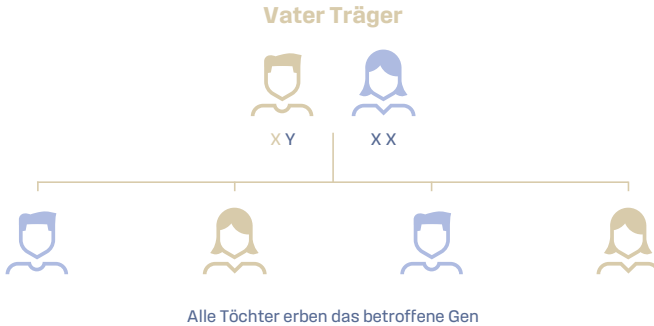 Vater Träger
X Y
X X
Alle Töchter erben das betroffene Gen